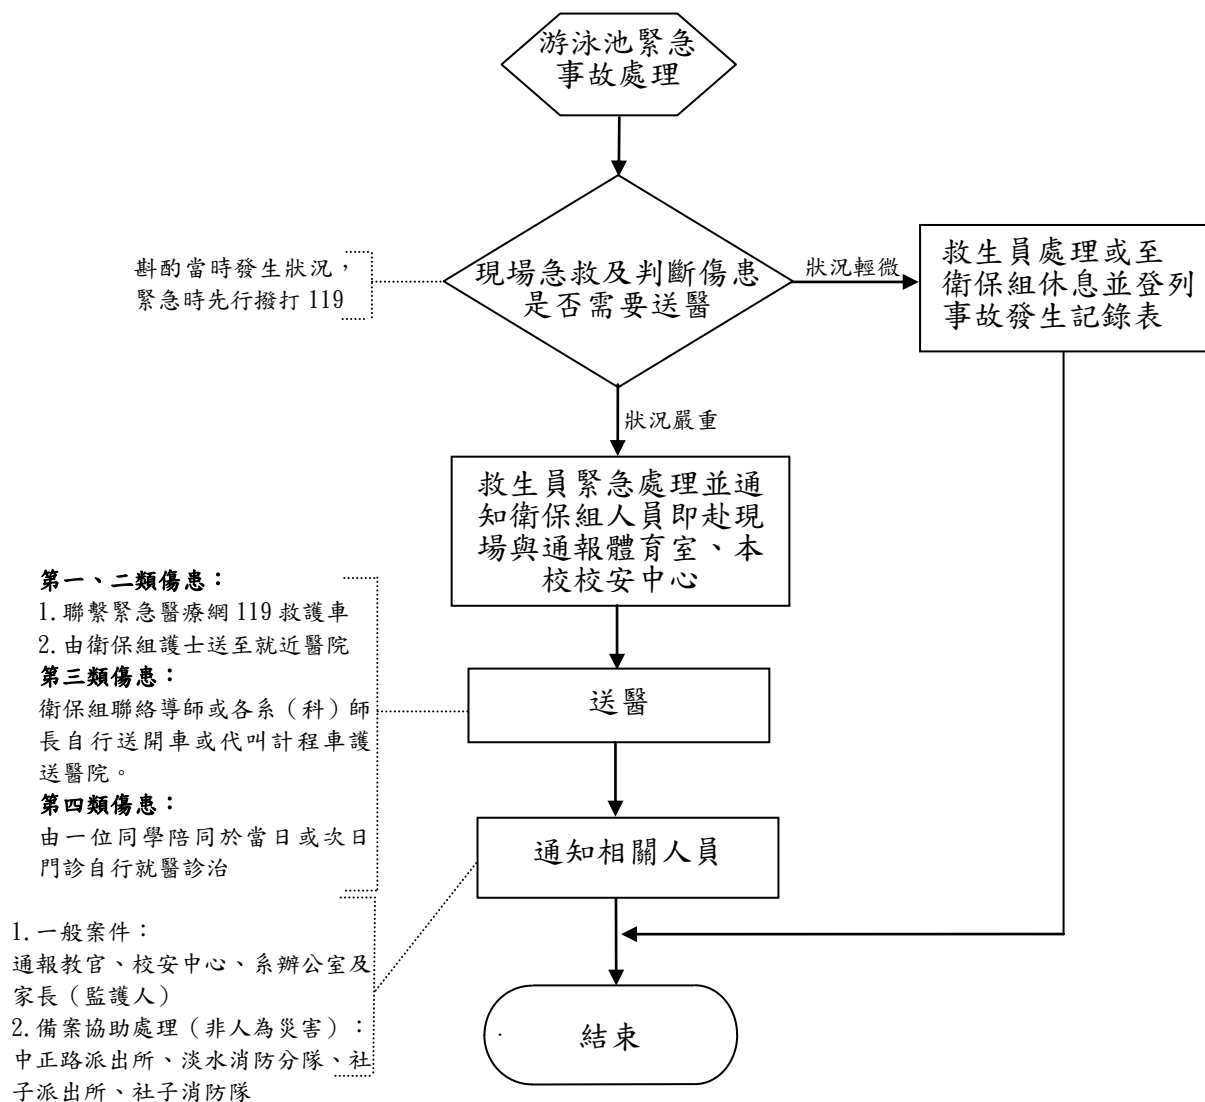 游泳池緊急
事故處理
斟酌當時發生狀況，
緊急時先行撥打 119
現場急救及判斷傷患
是否需要送醫
狀況輕微
救生員處理或至
衛保組休息並登列
事故發生記錄表
狀況嚴重
救生員緊急處理並通
知衛保組人員即赴現
場與通報體育室、本
校校安中心
第一、二類傷患：
1.聯繫緊急醫療網 119 救護車
2.由衛保組護士送至就近醫院
第三類傷患：
衛保組聯絡導師或各系（科）師
長自行送開車或代叫計程車護
送醫院。
第四類傷患：
由一位同學陪同於當日或次日
門診自行就醫診治
送醫
通知相關人員
1.一般案件：
通報教官、校安中心、系辦公室及
家長（監護人）
2.備案協助處理（非人為災害）：
中正路派出所、淡水消防分隊、社
子派出所、社子消防隊
結束